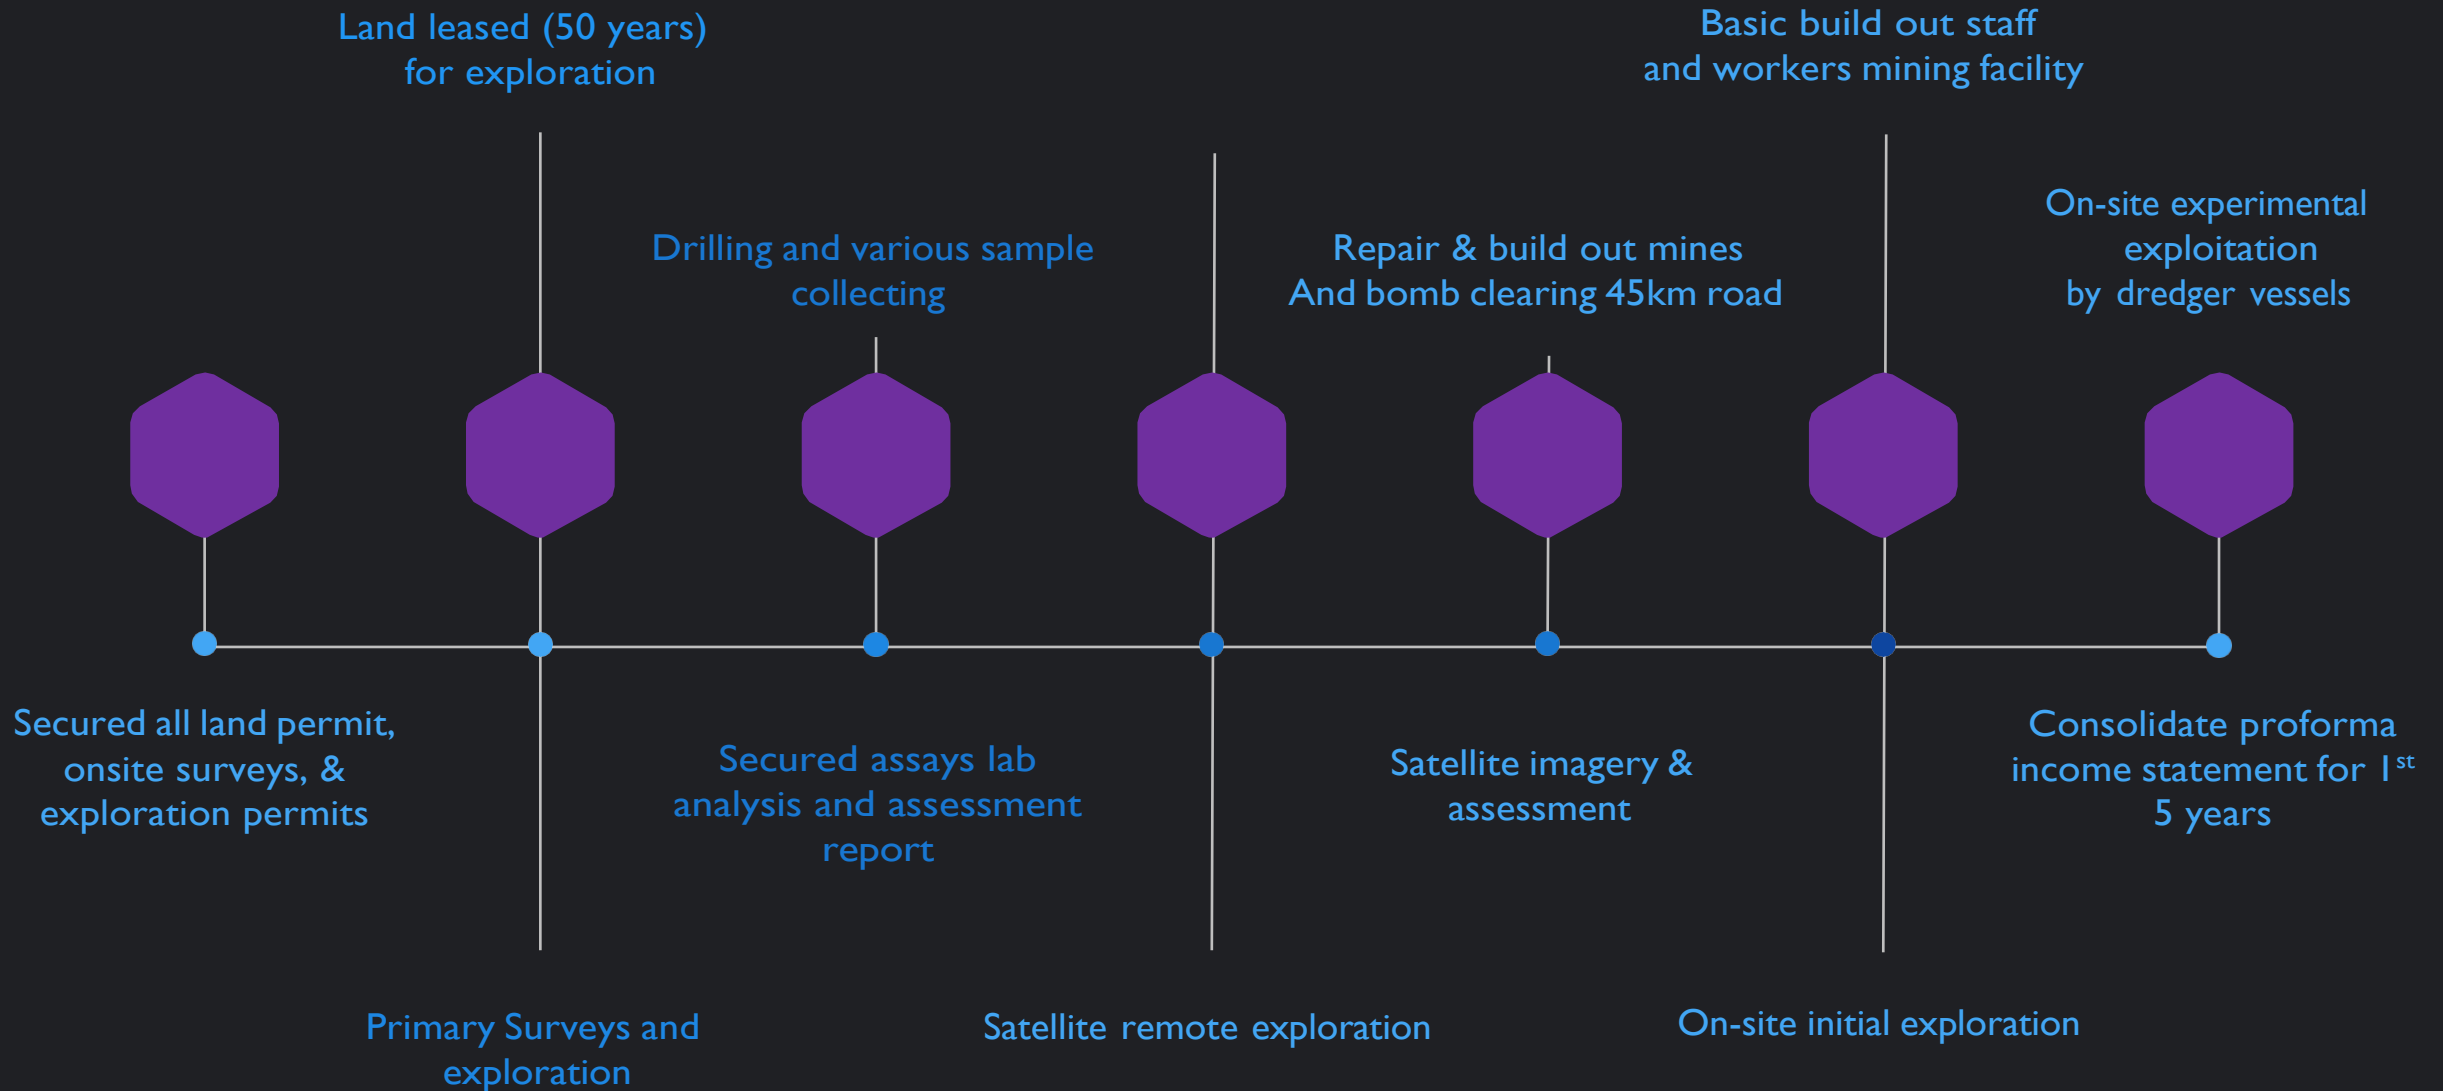 Land leased (50 years)
for exploration
Basic build out staff
and workers mining facility
Drilling and various sample
collecting
Repair & build out mines
And bomb clearing 45km road
On-site experimental
exploitation
by dredger vessels
Secured all land permit,
onsite surveys, &
exploration permits
Secured assays lab
analysis and assessment
report
Satellite imagery &
assessment
Consolidate proforma
income statement for 1st
5 years
Primary Surveys and
exploration
Satellite remote exploration
On-site initial exploration